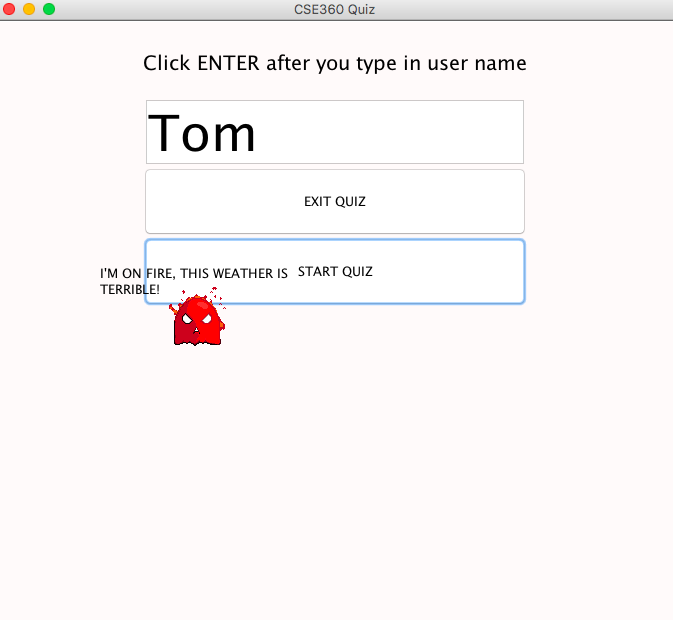 CSE360 Quiz
Click ENTER after you type in user name
Tom
EXIT QUIZ
START QUIZ
I'M ON FIRE, THIS WEATHER IS
TERRIBLE!